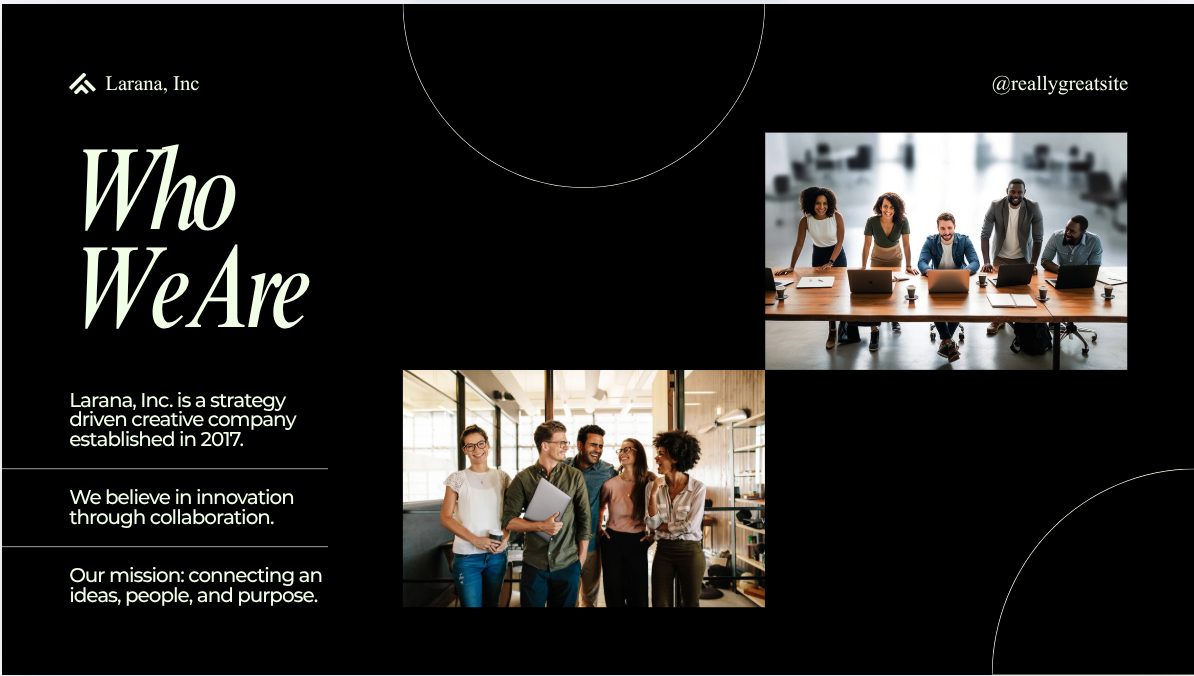 Larana, Inc
@reallygreatsite
Who
We Are
Larana, Inc. is a strategy
driven creative company
established in 2017.
We believe in innovation
through collaboration.
Our mission: connecting an
ideas, people, and purpose.